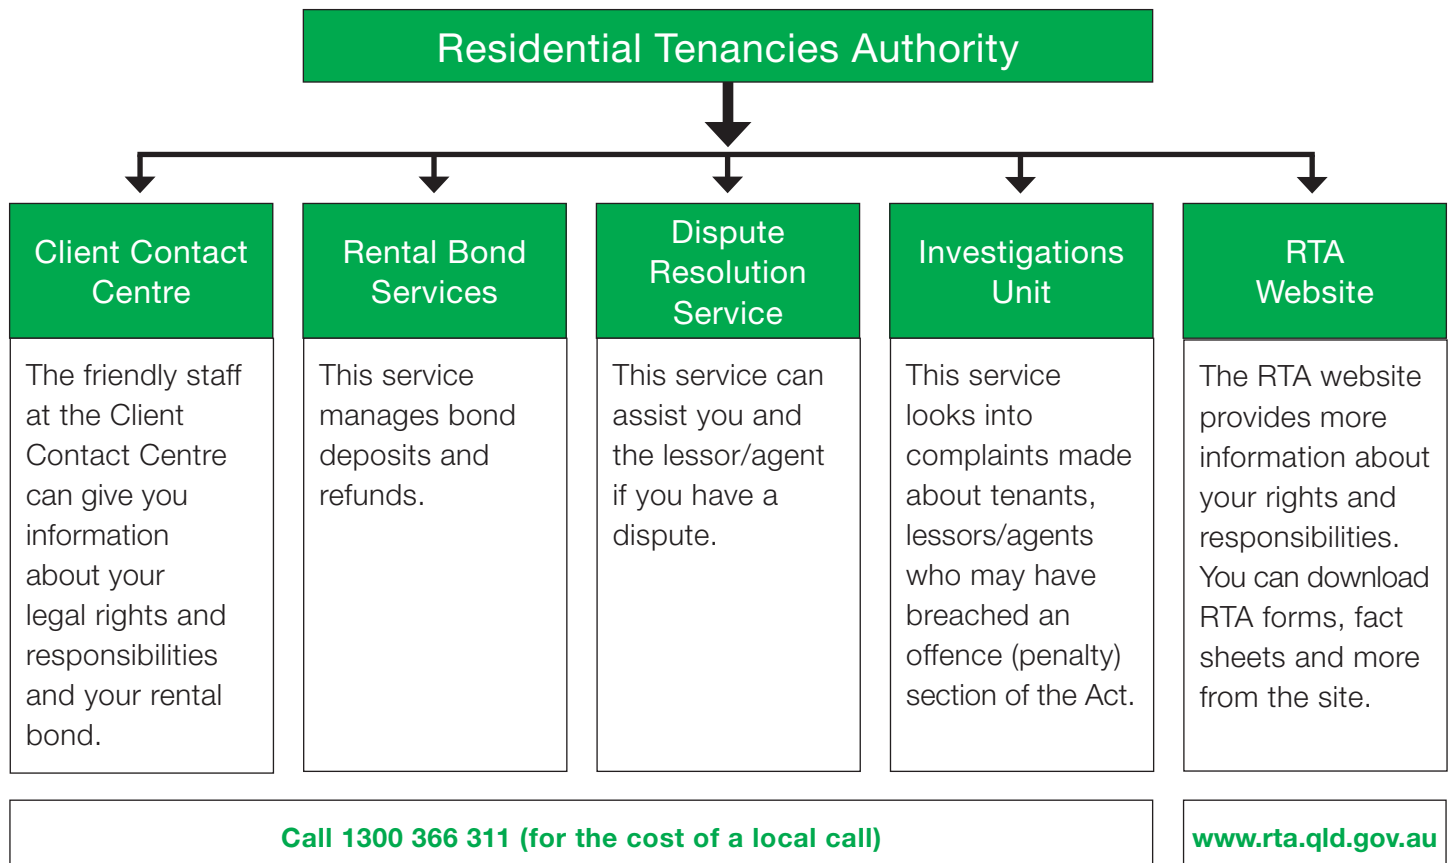 Residential Tenancies Authority
Client Contact
Centre
The friendly staff
at the Client
Contact Centre
can give you
information
about your
legal rights and
responsibilities
and your rental
bond.
Rental Bond
Services
This service
manages bond
deposits and
refunds.
Dispute
Resolution
Service
This service can
assist you and
the lessor/agent
if you have a
dispute.
Investigations
Unit
This service
looks into
complaints made
about tenants,
lessors/agents
who may have
breached an
offence (penalty)
section of the Act.
RTA
Website
The RTA website
provides more
information about
your rights and
responsibilities.
You can download
RTA forms, fact
sheets and more
from the site.
Call 1300 366 311 (for the cost of a local call)
www.rta.qld.gov.au